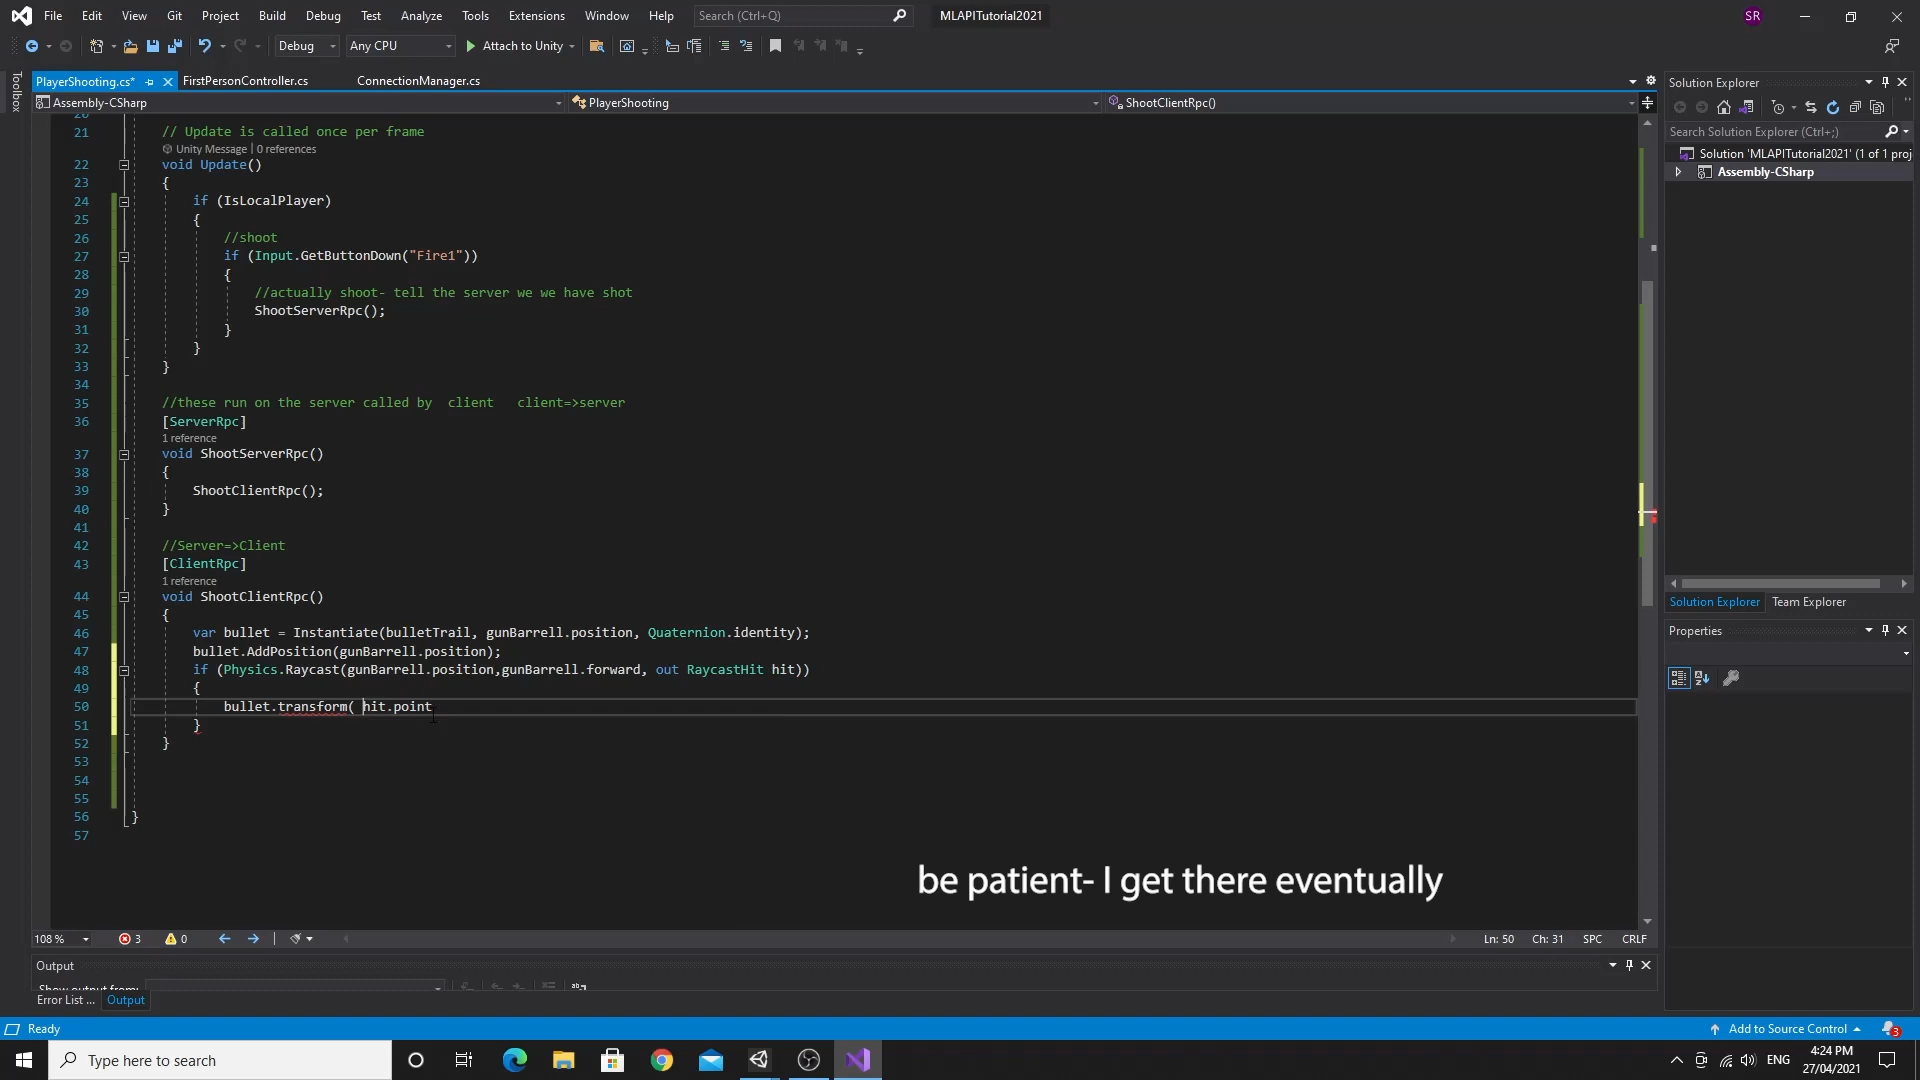 File Edit View Git Project Build Debug Test Analyze Tools Extensions Window Help Search (Ctrl+Q) MLAPITutorial2021 SR
Debug Any CPU Attach to Unity
Toolbox
PlayerShooting.cs* FirstPersonController.cs ConnectionManager.cs
Assembly-CSharp PlayerShooting ShootClientRpc()
21 // Update is called once per frame
Unity Message | 0 references
22 void Update()
23 {
24 if (IsLocalPlayer)
25 {
26 //shoot
27 if (Input.GetButtonDown("Fire1"))
28 {
29 //actually shoot- tell the server we we have shot
30 ShootServerRpc();
31 }
32 }
33 }
34
35 //these run on the server called by  client   client=>server
36 [ServerRpc]
1 reference
37 void ShootServerRpc()
38 {
39 ShootClientRpc();
40 }
41
42 //Server=>Client
43 [ClientRpc]
1 reference
44 void ShootClientRpc()
45 {
46 var bullet = Instantiate(bulletTrail, gunBarrell.position, Quaternion.identity);
47 bullet.AddPosition(gunBarrell.position);
48 if (Physics.Raycast(gunBarrell.position,gunBarrell.forward, out RaycastHit hit))
49 {
50 bullet.transform( hit.point
51 }
52 }
53
54
55
56 }
57
be patient- I get there eventually
108 % 3 0 Ln: 50 Ch: 31 SPC CRLF
Output
Show output from:
Error List ... Output
Solution Explorer
Search Solution Explorer (Ctrl+;)
Solution 'MLAPITutorial2021' (1 of 1 proj
Assembly-CSharp
Solution Explorer Team Explorer
Properties
Ready Add to Source Control 3
Type here to search ENG 4:24 PM
27/04/2021